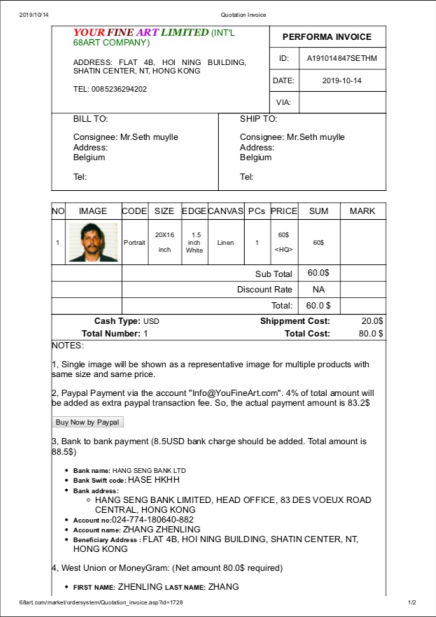 2019/10/14 Quotation Invoice
YOUR FINE ART LIMITED (INT'L
68ART COMPANY)
ADDRESS: FLAT 4B, HOI NING BUILDING,
SHATIN CENTER, NT, HONG KONG
TEL: 0085236294202
PERFORMA INVOICE
ID: A191014847SETHM
DATE: 2019-10-14
VIA:
BILL TO:
Consignee: Mr.Seth muylle
Address:
Belgium
Tel:
SHIP TO:
Consignee: Mr.Seth muylle
Address:
Belgium
Tel:
NO IMAGE CODE SIZE EDGE CANVAS PCs PRICE SUM MARK
1 Portrait 20X16 inch 1.5 inch White Linen 1 60$ <HQ> 60$
Sub Total 60.0$
Discount Rate NA
Total: 60.0 $
Cash Type: USD Shippment Cost: 20.0$
Total Number: 1 Total Cost: 80.0 $
NOTES:
1, Single image will be shown as a representative image for multiple products with
same size and same price.
2, Paypal Payment via the account "Info@YouFineArt.com". 4% of total amount will
be added as extra paypal transaction fee. So, the actual payment amount is 83.2$
Buy Now by Paypal
3, Bank to bank payment (8.5USD bank charge should be added. Total amount is
88.5$)
• Bank name: HANG SENG BANK LTD
• Bank Swift code: HASE HKHH
• Bank address:
◦ HANG SENG BANK LIMITED, HEAD OFFICE, 83 DES VOEUX ROAD
CENTRAL, HONG KONG
• Account no:024-774-180640-882
• Account name: ZHANG ZHENLING
• Beneficiary Address : FLAT 4B, HOI NING BUILDING, SHATIN CENTER, NT,
HONG KONG
4, West Union or MoneyGram: (Net amount 80.0$ required)
• FIRST NAME: ZHENLING LAST NAME: ZHANG
68art.com/market/ordersystem/Quotation_invoice.asp?id=1728 1/2